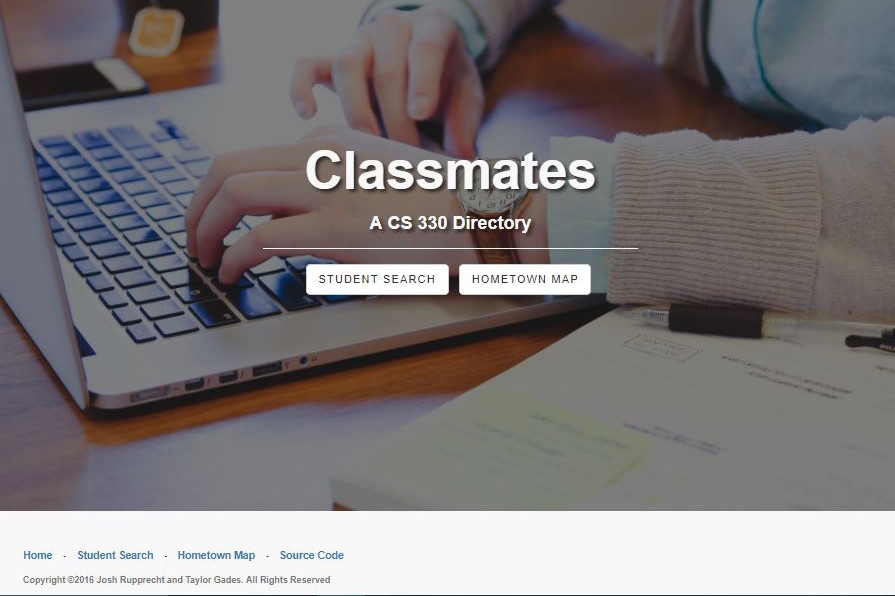 Classmates
A CS 330 Directory
STUDENT SEARCH HOMETOWN MAP
Home - Student Search - Hometown Map - Source Code
Copyright ©2016 Josh Rupprecht and Taylor Gades. All Rights Reserved